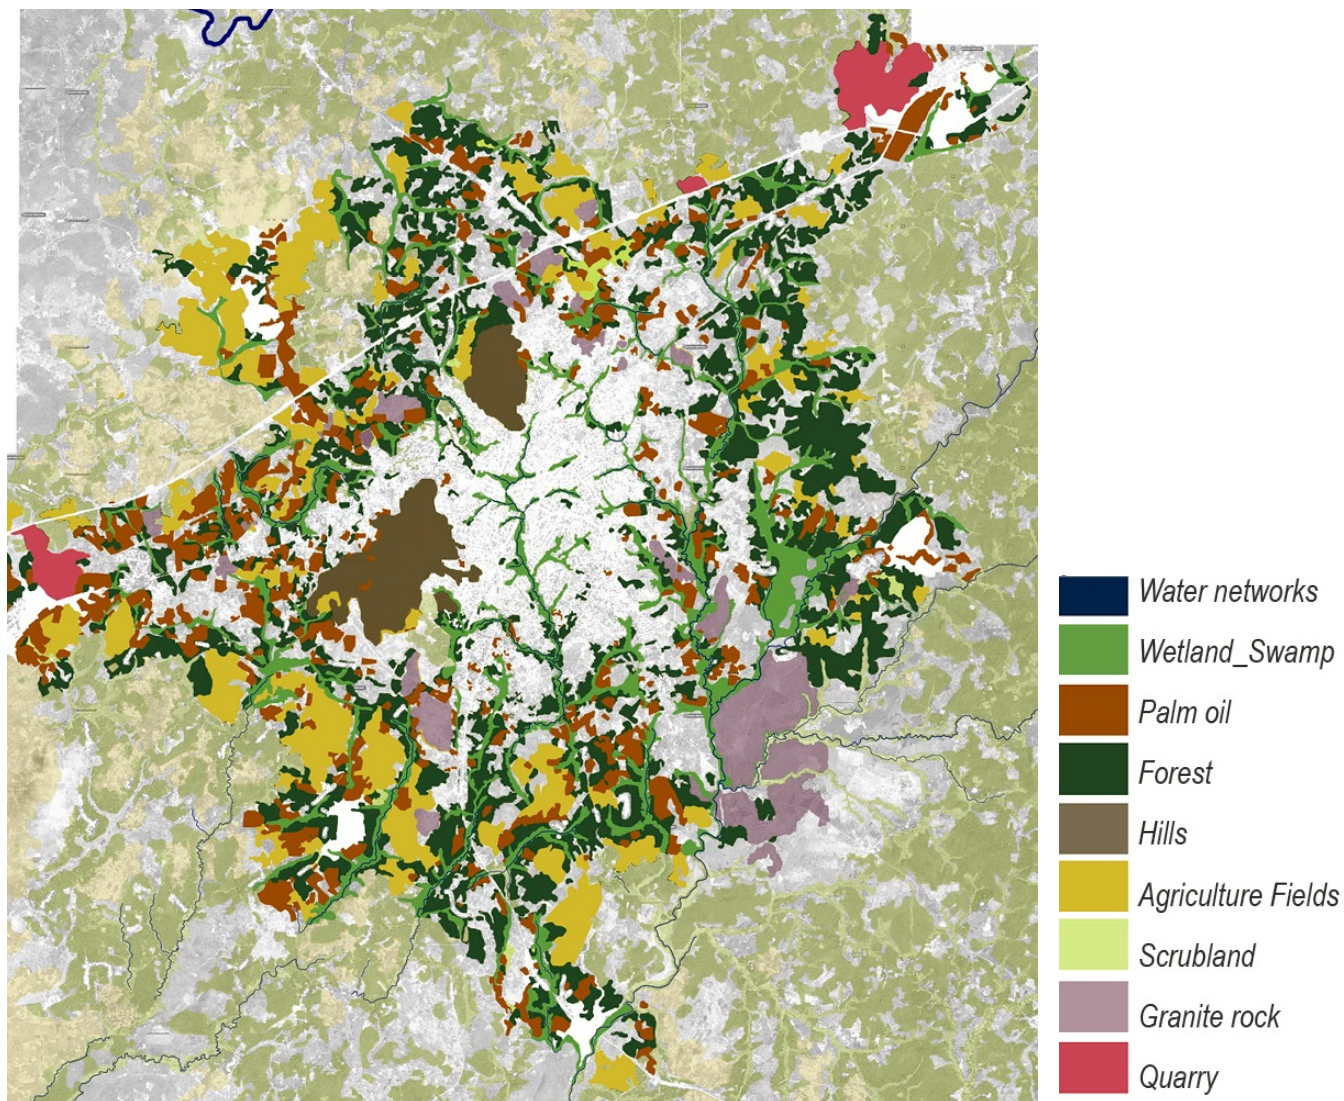 Water networks
Wetland_Swamp
Palm oil
Forest
Hills
Agriculture Fields
Scrubland
Granite rock
Quarry